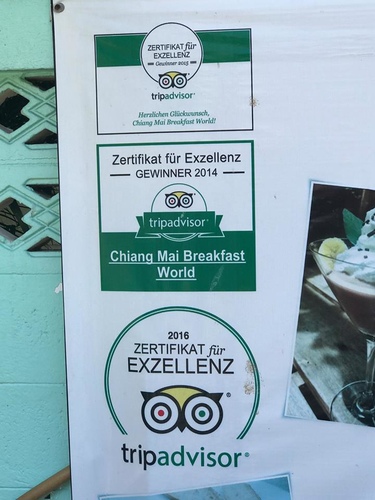 ZERTIFIKAT für
EXZELLENZ
Gewinner 2015
tripadvisor®
Herzlichen Glückwunsch,
Chiang Mai Breakfast World!
Zertifikat für Exzellenz
GEWINNER 2014
tripadvisor®
Chiang Mai Breakfast
World
2016
ZERTIFIKAT für
EXZELLENZ
®
tripadvisor®